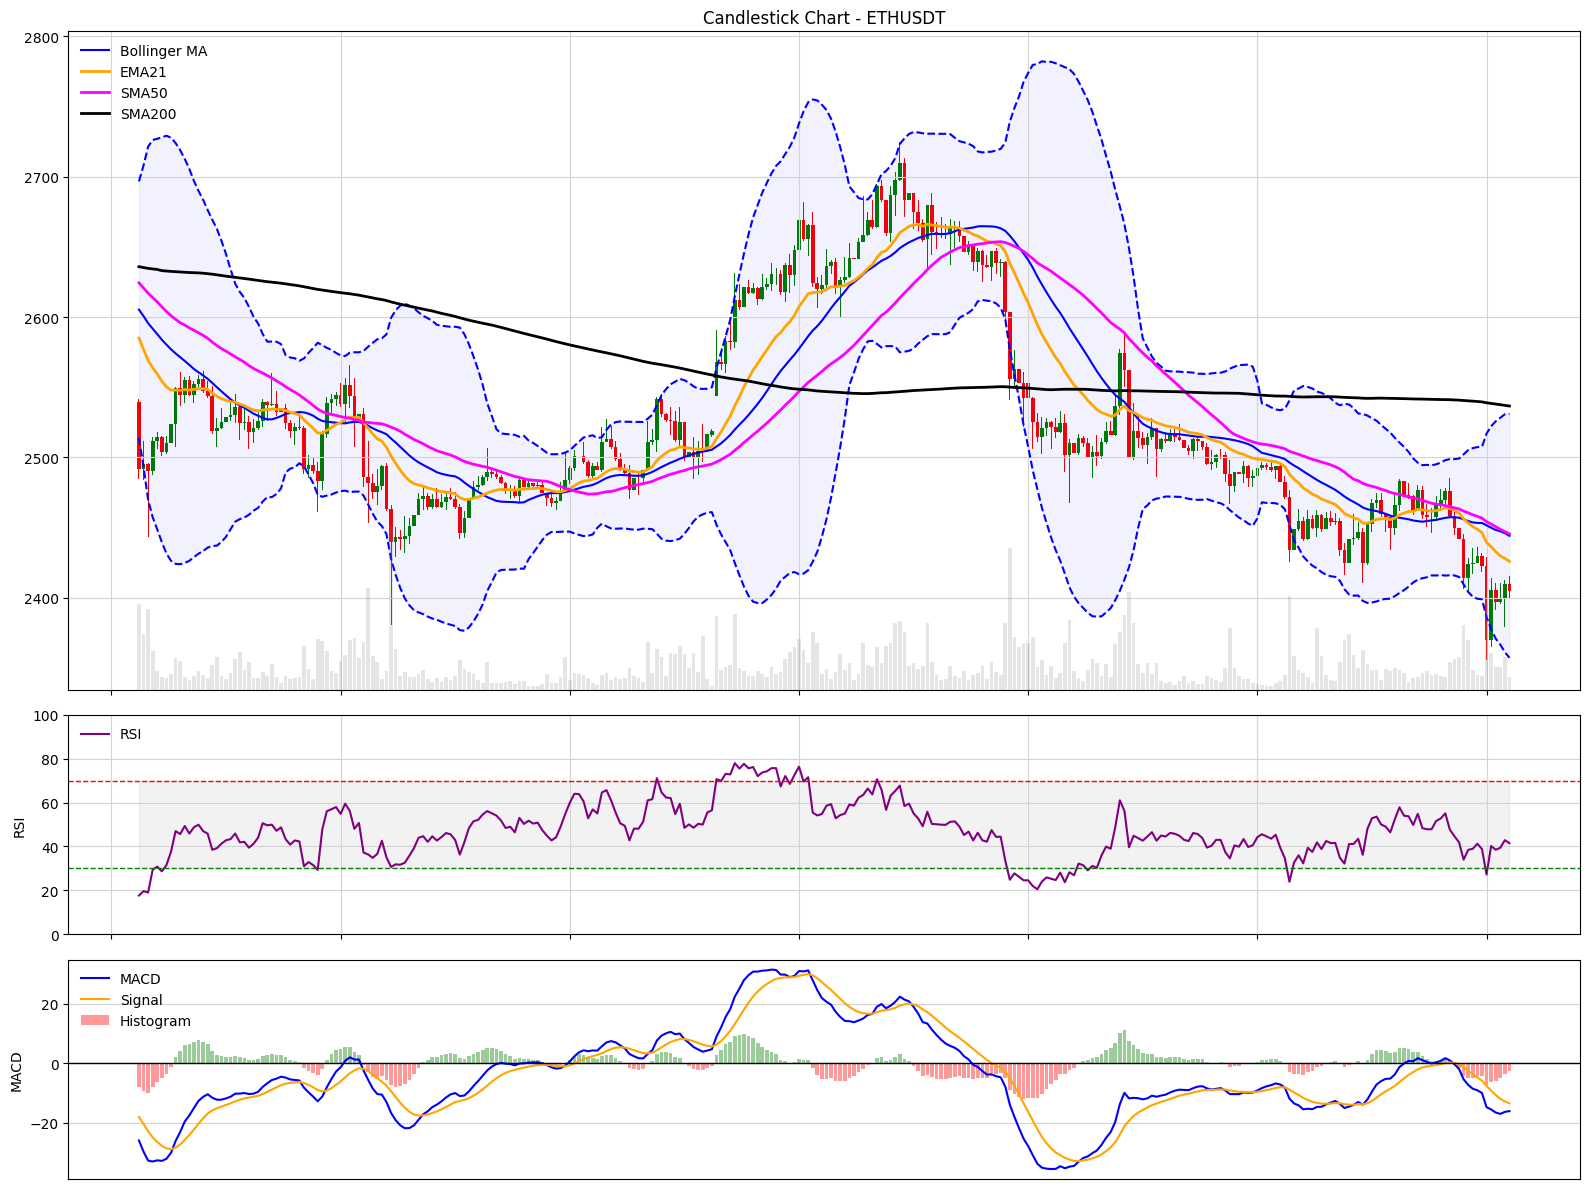 Candlestick Chart - ETHUSDT
2800
Bollinger MA
EMA21
SMA50
SMA200
2700
2600
2500
2400
100
RSI
80
60
RSI
40
20
0
MACD
Signal
Histogram
20
MACD
0
−20